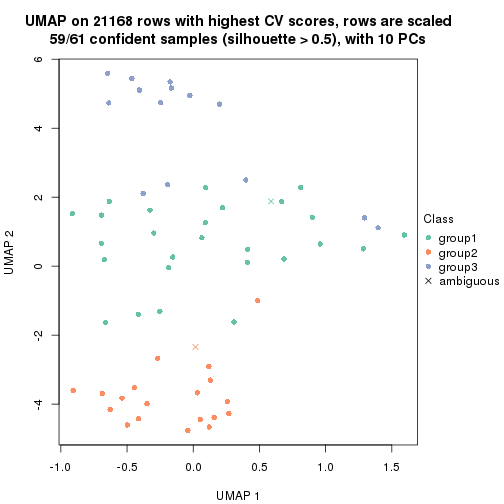 UMAP on 21168 rows with highest CV scores, rows are scaled
59/61 confident samples (silhouette > 0.5), with 10 PCs
6
4
2
0
-2
-4
UMAP 2
-1.0
-0.5
0.0
0.5
1.0
1.5
UMAP 1
Class
group1
group2
group3
ambiguous